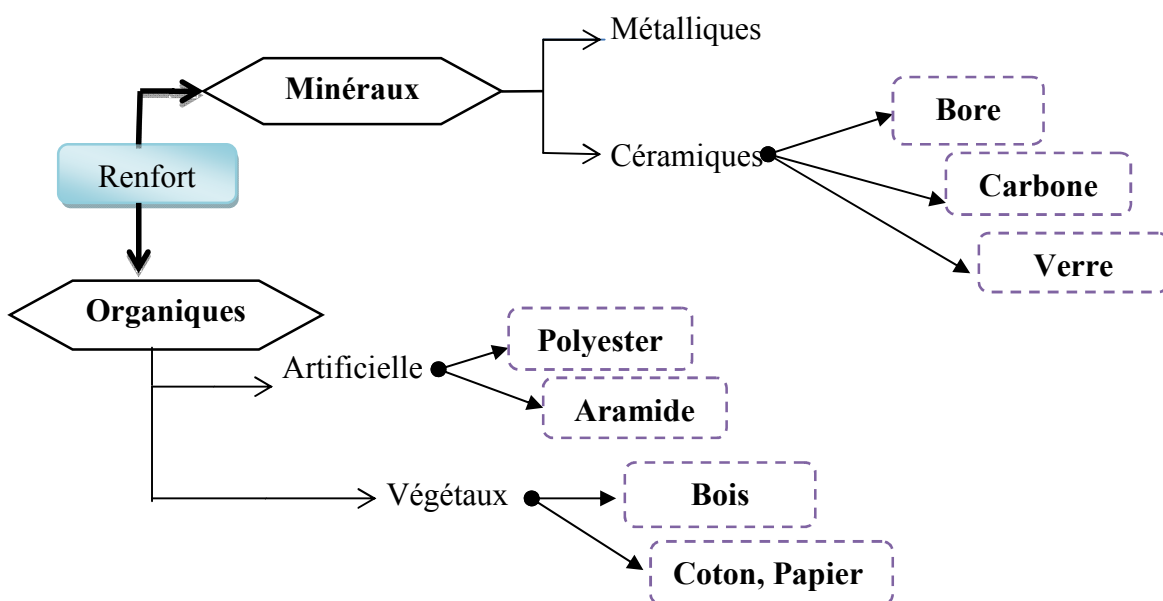 Métalliques
Minéraux
Bore
Céramiques
Renfort
Carbone
Verre
Organiques
Polyester
Artificielle
Aramide
Végétaux
Bois
Coton, Papier